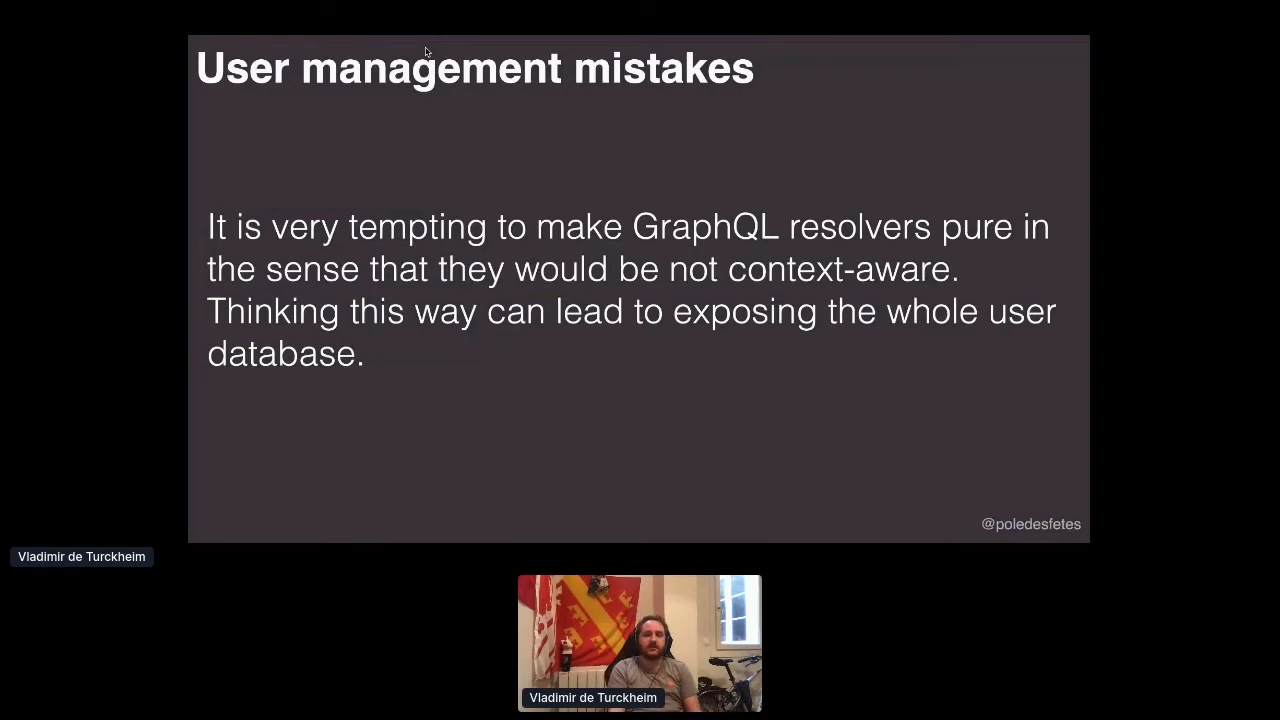 User management mistakes
It is very tempting to make GraphQL resolvers pure in
the sense that they would be not context-aware.
Thinking this way can lead to exposing the whole user
database.
@poledesfetes
Vladimir de Turckheim
Vladimir de Turckheim